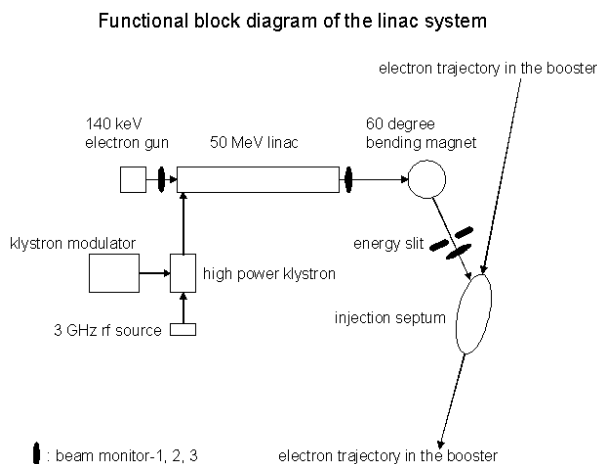 Functional block diagram of the linac system
electron trajectory in the booster
140 keV
electron gun
50 MeV linac
60 degree
bending magnet
klystron modulator
high power klystron
energy slit
3 GHz rf source
injection septum
: beam monitor-1, 2, 3
electron trajectory in the booster